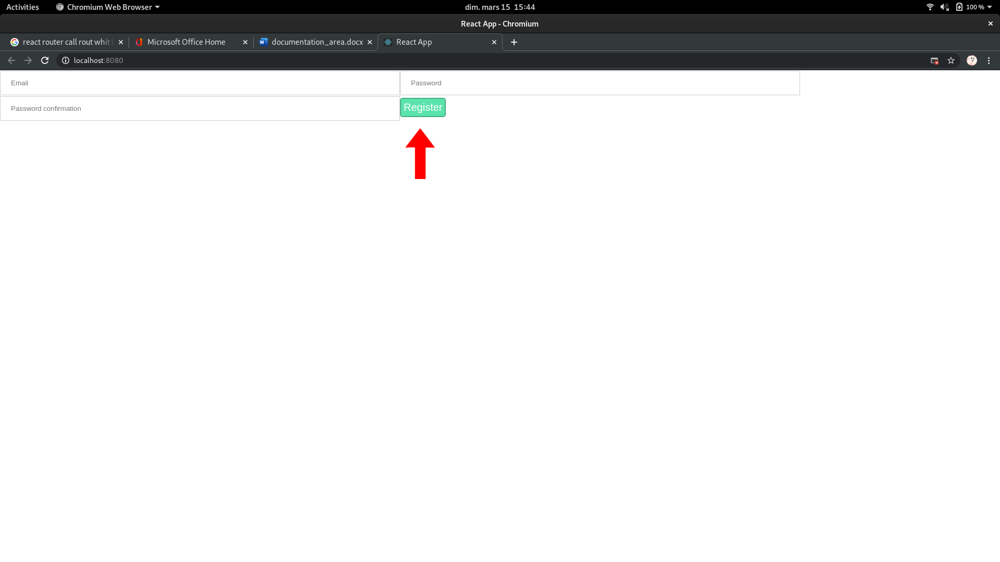 Activities Chromium Web Browser dim. mars 15 15:44 100 %
React App - Chromium
react router call rout whit Microsoft Office Home documentation_area.docx React App
localhost:8080
Email Password
Password confirmation Register